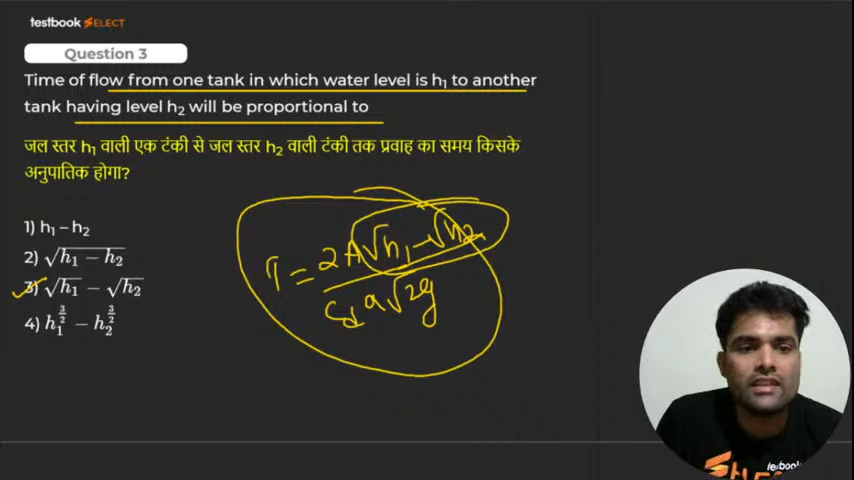 testbook SELECT
Question 3
Time of flow from one tank in which water level is h₁ to another
tank having level h₂ will be proportional to
जल स्तर h₁ वाली एक टंकी से जल स्तर h₂ वाली टंकी तक प्रवाह का समय किसके
अनुपातिक होगा?
1) h₁ – h₂
2) √(h₁ − h₂)
3) √h₁ − √h₂
4) h₁^(3/2) − h₂^(3/2)
T = 2A(√h₁ − √h₂)
Cd a √2g
testbook